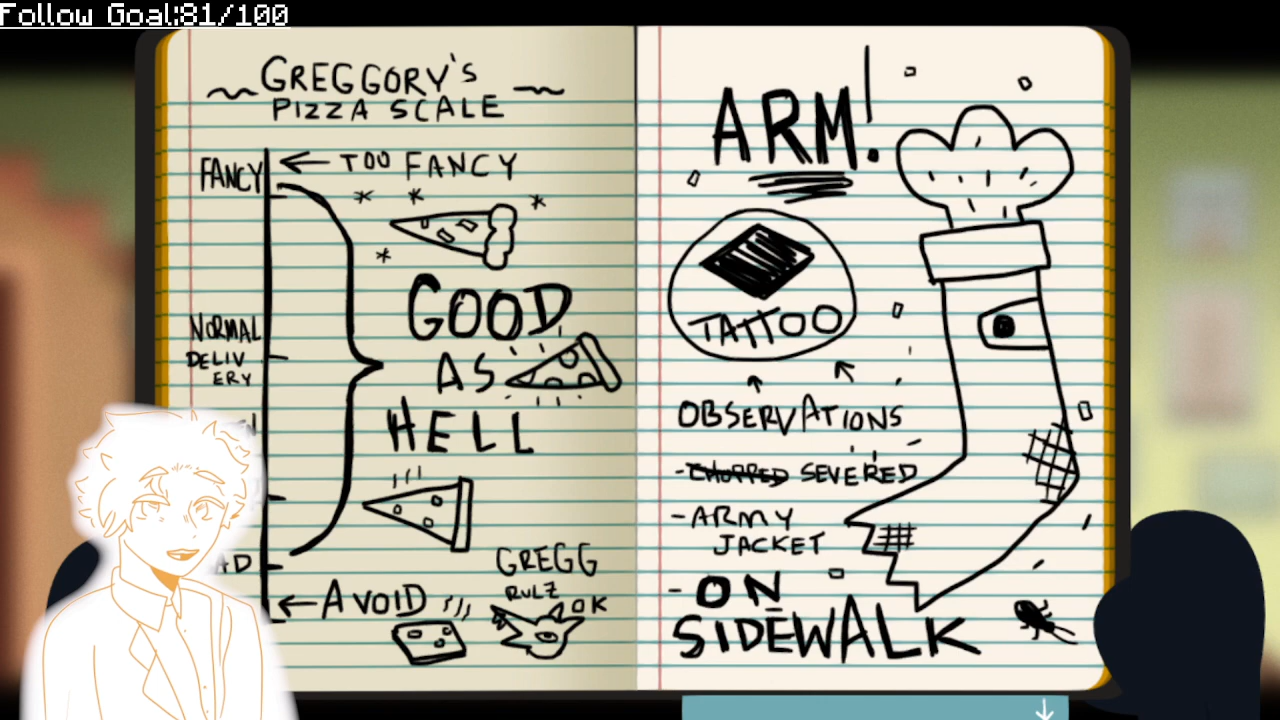 Follow Goal:81/100
~GREGGORY'S~
PIZZA SCALE
FANCY
TOO FANCY
GOOD
NORMAL
DELIV
ERY
AS
HELL
AVOID
GREGG
RULZ
OK
ARM!
TATTOO
OBSERVATIONS
-CHOPPED SEVERED
-ARMY
JACKET
-ON
SIDEWALK